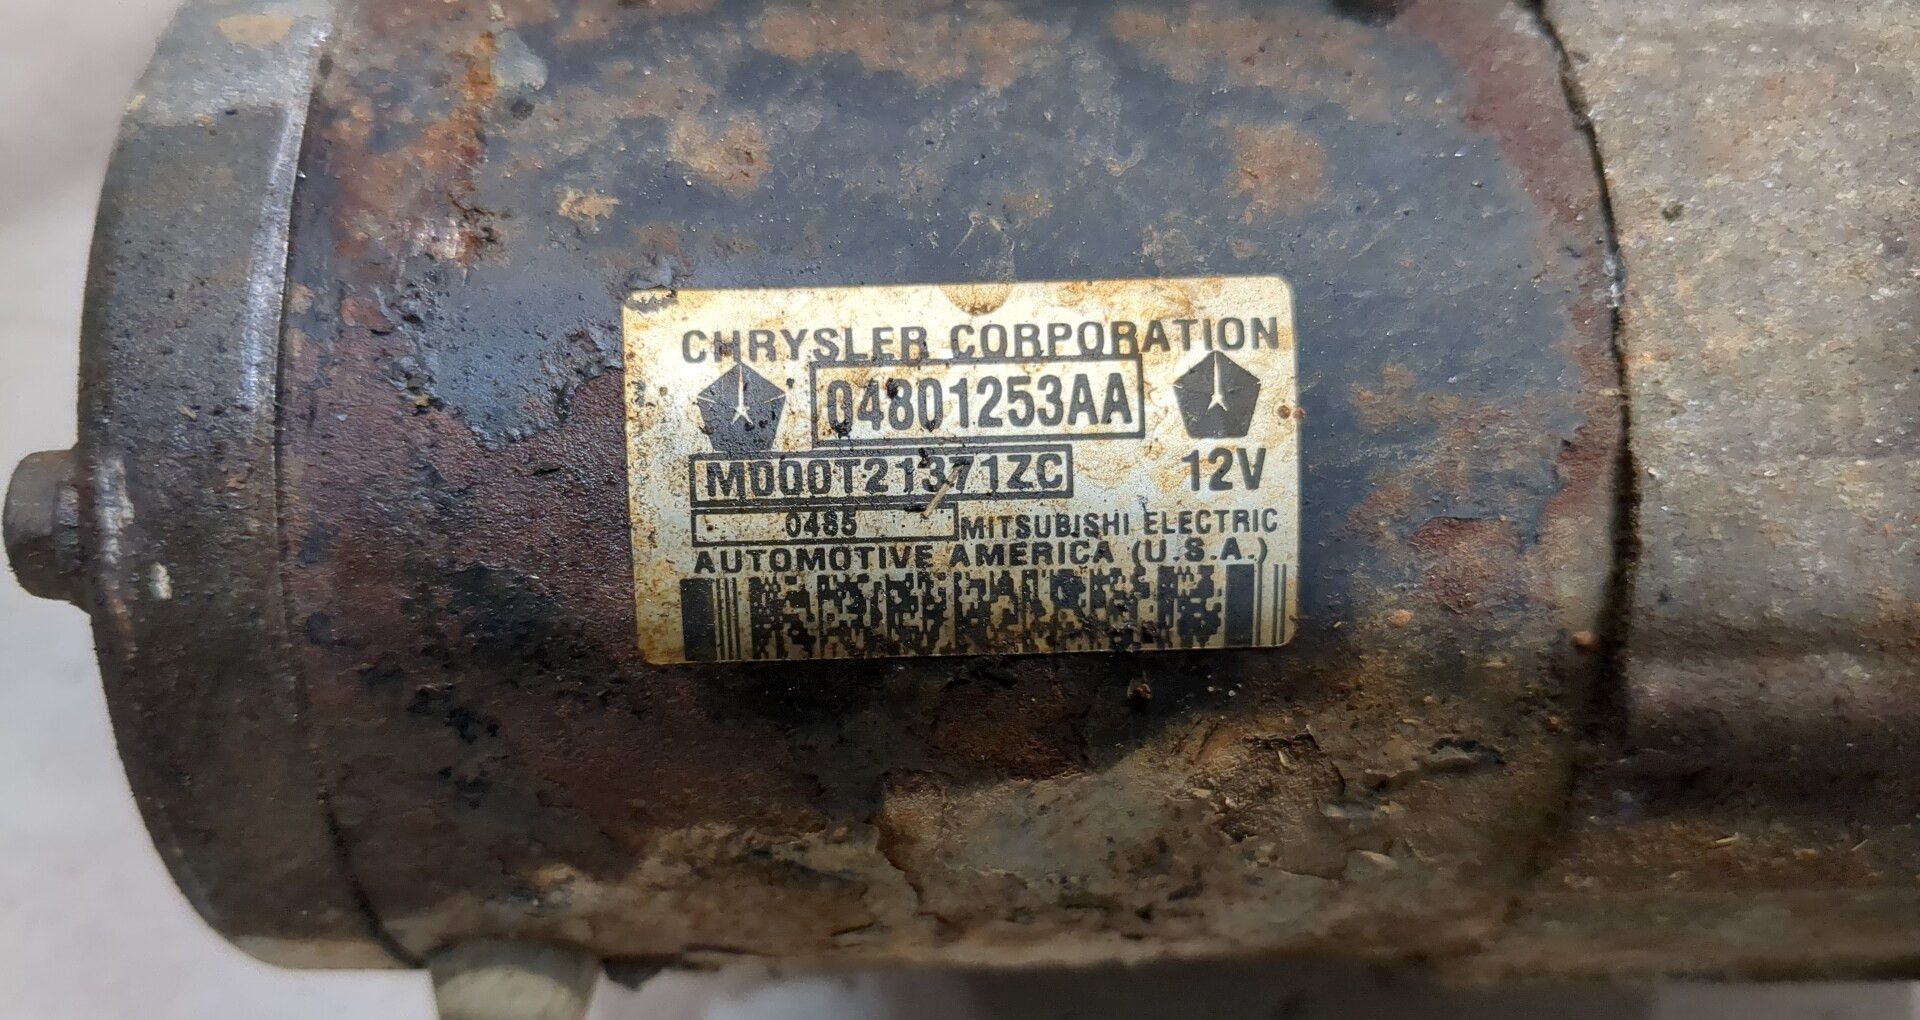 CHRYSLER CORPORATION
04801253AA
M000T21371ZC 12V
0485 MITSUBISHI ELECTRIC
AUTOMOTIVE AMERICA (U.S.A.)